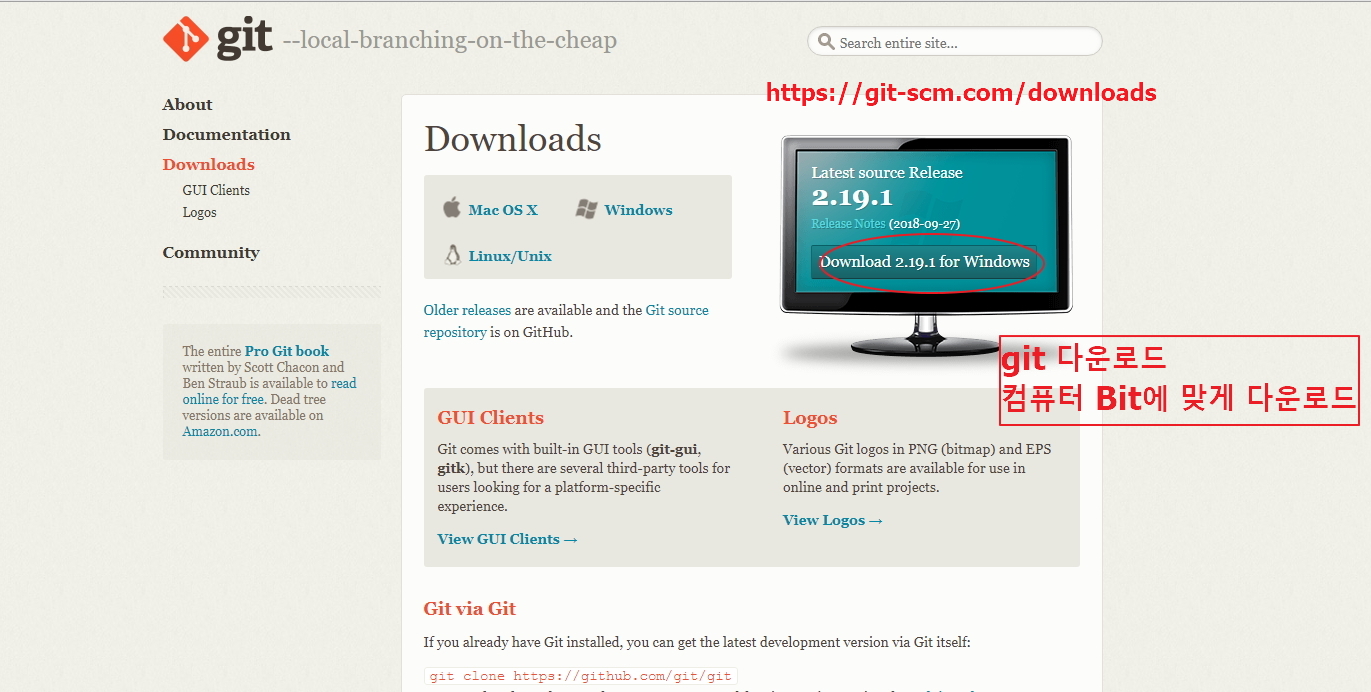 git --local-branching-on-the-cheap
Search entire site...
https://git-scm.com/downloads
About
Documentation
Downloads
GUI Clients
Logos
Community
The entire Pro Git book
written by Scott Chacon and
Ben Straub is available to read
online for free. Dead tree
versions are available on
Amazon.com.
Downloads
Mac OS X
Windows
Linux/Unix
Older releases are available and the Git source
repository is on GitHub.
Latest source Release
2.19.1
Release Notes (2018-09-27)
Download 2.19.1 for Windows
git 다운로드
컴퓨터 Bit에 맞게 다운로드
GUI Clients
Git comes with built-in GUI tools (git-gui,
gitk), but there are several third-party tools for
users looking for a platform-specific
experience.
View GUI Clients →
Logos
Various Git logos in PNG (bitmap) and EPS
(vector) formats are available for use in
online and print projects.
View Logos →
Git via Git
If you already have Git installed, you can get the latest development version via Git itself:
git clone https://github.com/git/git